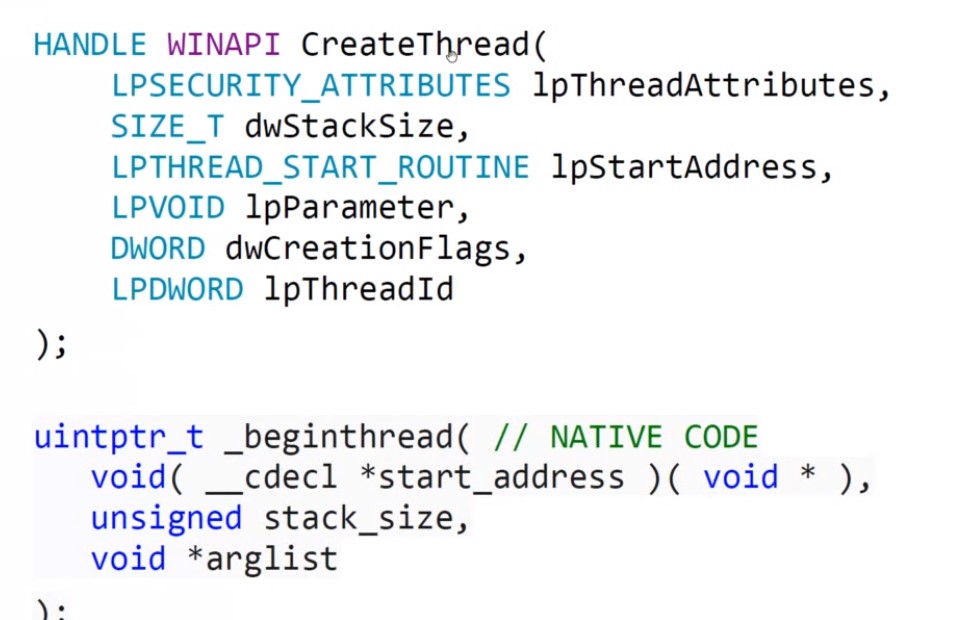 HANDLE WINAPI CreateThread(
LPSECURITY_ATTRIBUTES lpThreadAttributes,
SIZE_T dwStackSize,
LPTHREAD_START_ROUTINE lpStartAddress,
LPVOID lpParameter,
DWORD dwCreationFlags,
LPDWORD lpThreadId
);
uintptr_t _beginthread( // NATIVE CODE
void( __cdecl *start_address )( void * ),
unsigned stack_size,
void *arglist
);